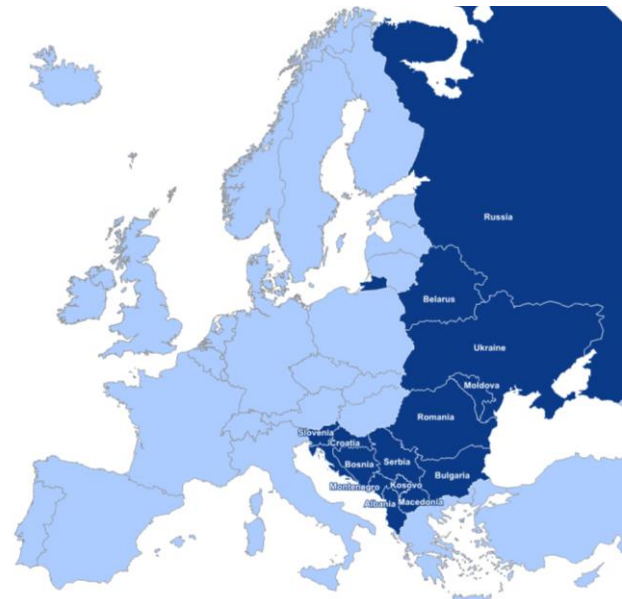 Russia
Belarus
Ukraine
Moldova
Romania
Slovenia
Croatia
Bosnia
Serbia
Bulgaria
Montenegro
Kosovo
Albania
Macedonia